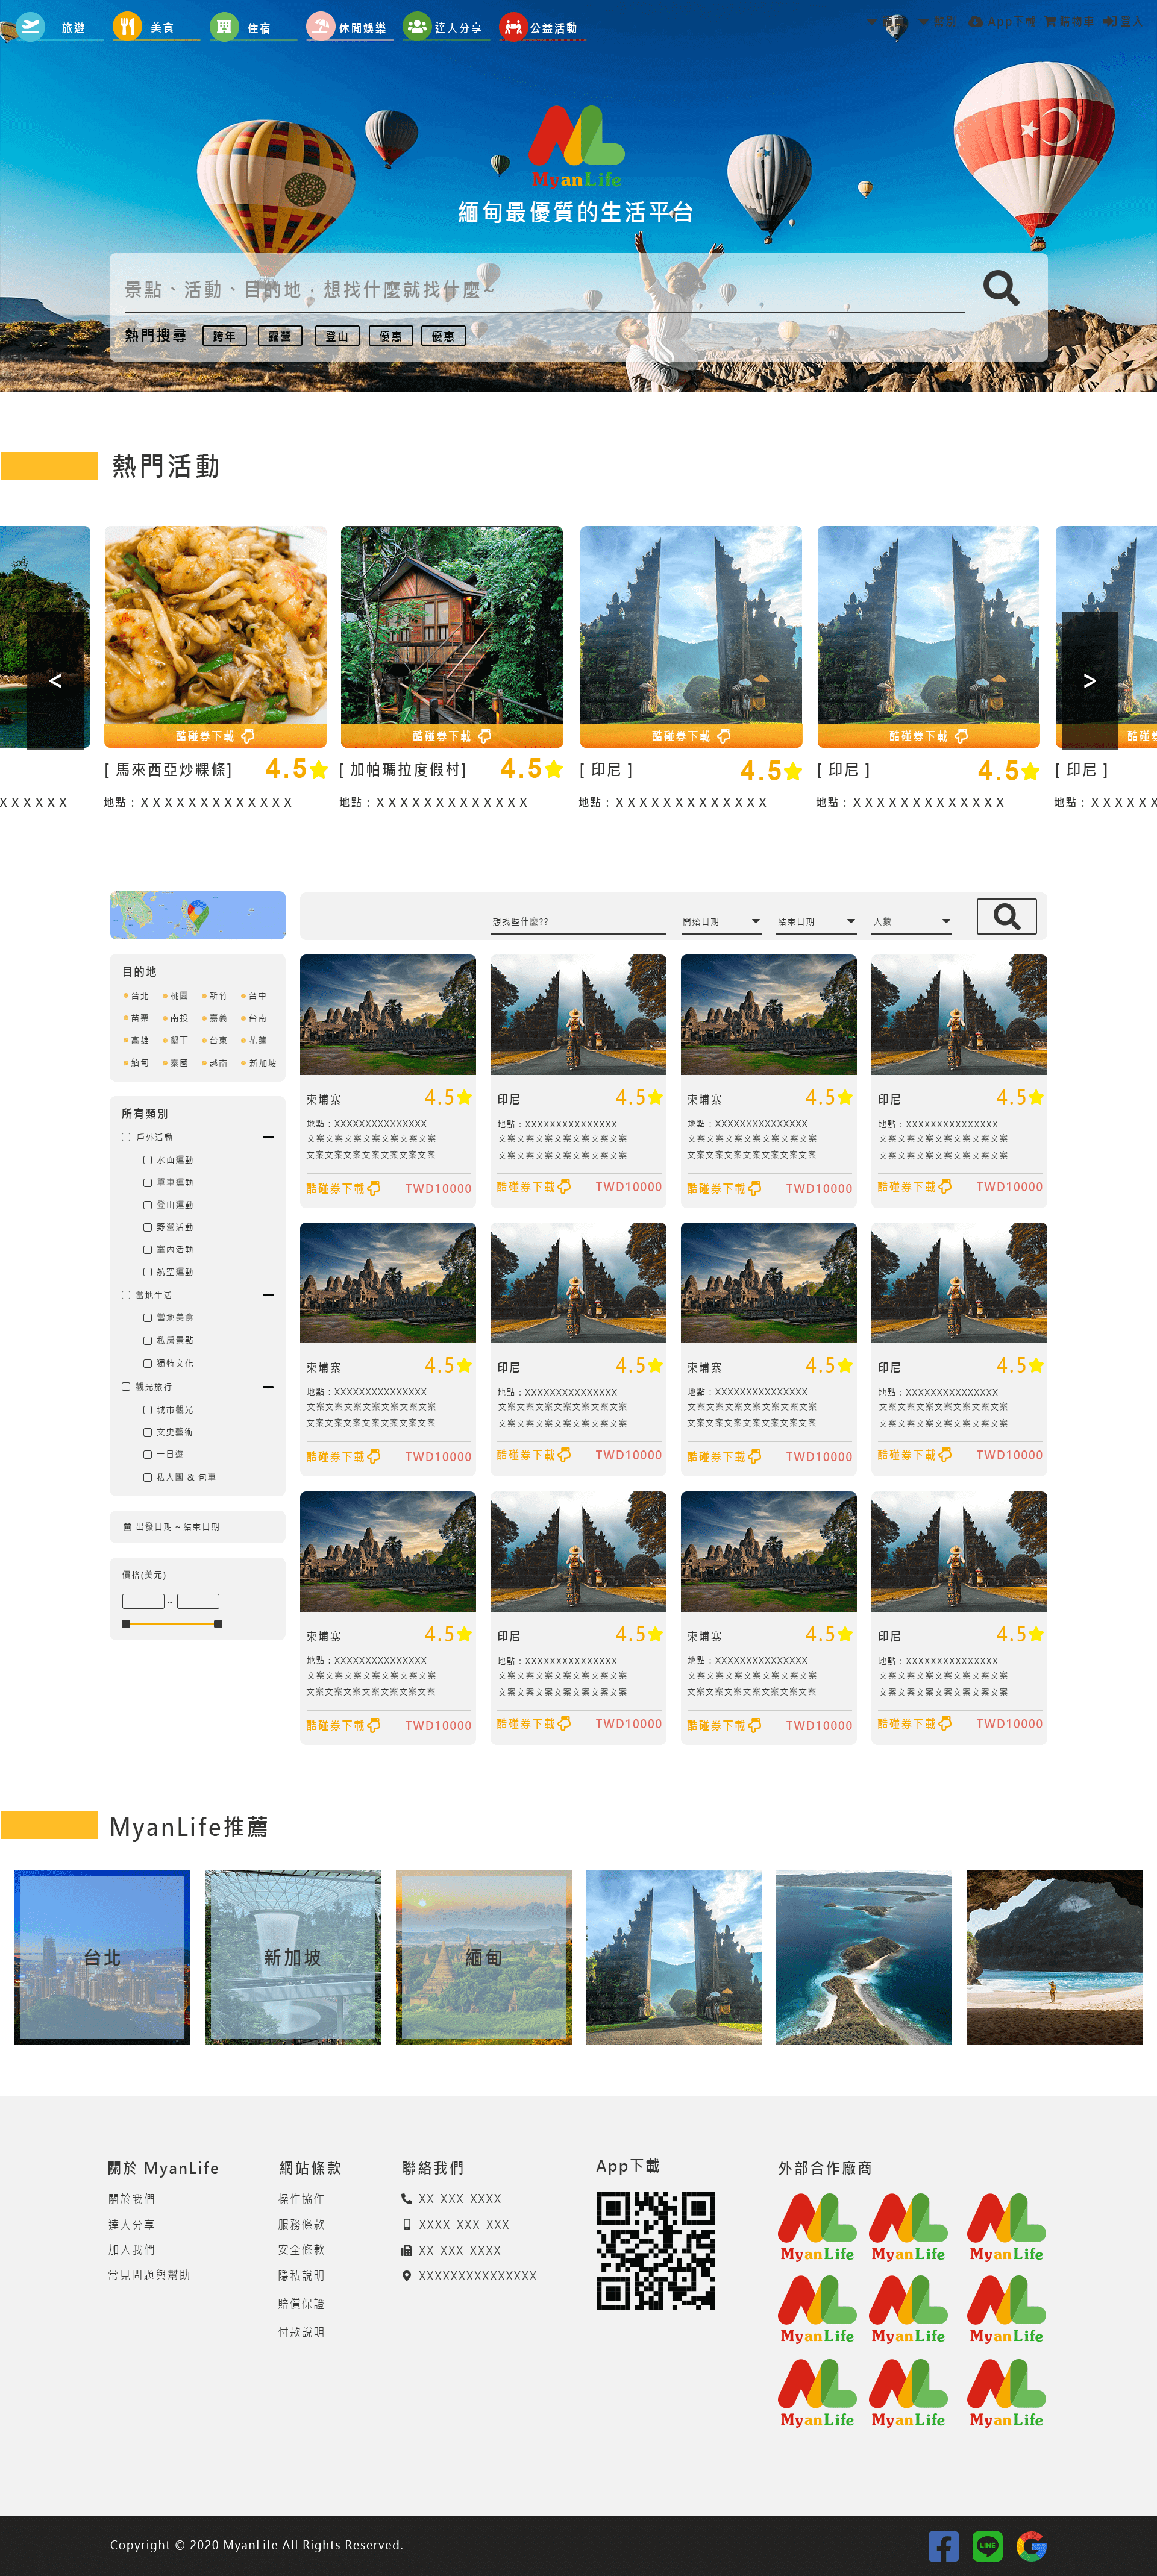 旅遊 美食 住宿 休閒娛樂 達人分享 公益活動
App下載 購物車 登入
MyanLife
緬甸最優質的生活平台
景點、活動、目的地，想找什麼就找什麼~
熱門搜尋 跨年 露營 登山 優惠 優惠
熱門活動
< >
酷碰券下載 酷碰券下載 酷碰券下載 酷碰券下載 酷碰券
[ 馬來西亞炒粿條] 4.5 [ 加帕瑪拉度假村] 4.5 [ 印尼 ] 4.5 [ 印尼 ] 4.5 [ 印尼 ]
XXXXXX 地點：XXXXXXXXXXXXX 地點：XXXXXXXXXXXXX 地點：XXXXXXXXXXXXX 地點：XXXXXXXXXXXXX 地點：XXXXXX
想找些什麼?? 開始日期 結束日期 人數
目的地
台北 桃園 新竹 台中
苗栗 南投 嘉義 台南
高雄 墾丁 台東 花蓮
緬甸 泰國 越南 新加坡
所有類別
戶外活動
水面運動
單車運動
登山運動
野營活動
室內活動
航空運動
當地生活
當地美食
私房景點
獨特文化
觀光旅行
城市觀光
文史藝術
一日遊
私人團 & 包車
出發日期 – 結束日期
價格(美元)
~
柬埔寨 4.5 印尼 4.5 柬埔寨 4.5 印尼 4.5
地點：XXXXXXXXXXXXXXX 地點：XXXXXXXXXXXXXXX 地點：XXXXXXXXXXXXXXX 地點：XXXXXXXXXXXXXXX
文案文案文案文案文案文案文案 文案文案文案文案文案文案文案 文案文案文案文案文案文案文案 文案文案文案文案文案文案文案
文案文案文案文案文案文案文案 文案文案文案文案文案文案文案 文案文案文案文案文案文案文案 文案文案文案文案文案文案文案
酷碰券下載 TWD10000 酷碰券下載 TWD10000 酷碰券下載 TWD10000 酷碰券下載 TWD10000
柬埔寨 4.5 印尼 4.5 柬埔寨 4.5 印尼 4.5
地點：XXXXXXXXXXXXXXX 地點：XXXXXXXXXXXXXXX 地點：XXXXXXXXXXXXXXX 地點：XXXXXXXXXXXXXXX
文案文案文案文案文案文案文案 文案文案文案文案文案文案文案 文案文案文案文案文案文案文案 文案文案文案文案文案文案文案
文案文案文案文案文案文案文案 文案文案文案文案文案文案文案 文案文案文案文案文案文案文案 文案文案文案文案文案文案文案
酷碰券下載 TWD10000 酷碰券下載 TWD10000 酷碰券下載 TWD10000 酷碰券下載 TWD10000
柬埔寨 4.5 印尼 4.5 柬埔寨 4.5 印尼 4.5
地點：XXXXXXXXXXXXXXX 地點：XXXXXXXXXXXXXXX 地點：XXXXXXXXXXXXXXX 地點：XXXXXXXXXXXXXXX
文案文案文案文案文案文案文案 文案文案文案文案文案文案文案 文案文案文案文案文案文案文案 文案文案文案文案文案文案文案
文案文案文案文案文案文案文案 文案文案文案文案文案文案文案 文案文案文案文案文案文案文案 文案文案文案文案文案文案文案
酷碰券下載 TWD10000 酷碰券下載 TWD10000 酷碰券下載 TWD10000 酷碰券下載 TWD10000
MyanLife推薦
台北 新加坡 緬甸
關於 MyanLife
關於我們
達人分享
加入我們
常見問題與幫助
網站條款
操作協作
服務條款
安全條款
隱私說明
賠償保證
付款說明
聯絡我們
XX-XXX-XXXX
XXXX-XXX-XXX
XX-XXX-XXXX
XXXXXXXXXXXXXXX
App下載
外部合作廠商
MyanLife MyanLife MyanLife
MyanLife MyanLife MyanLife
MyanLife MyanLife MyanLife
Copyright © 2020 MyanLife All Rights Reserved.
LINE